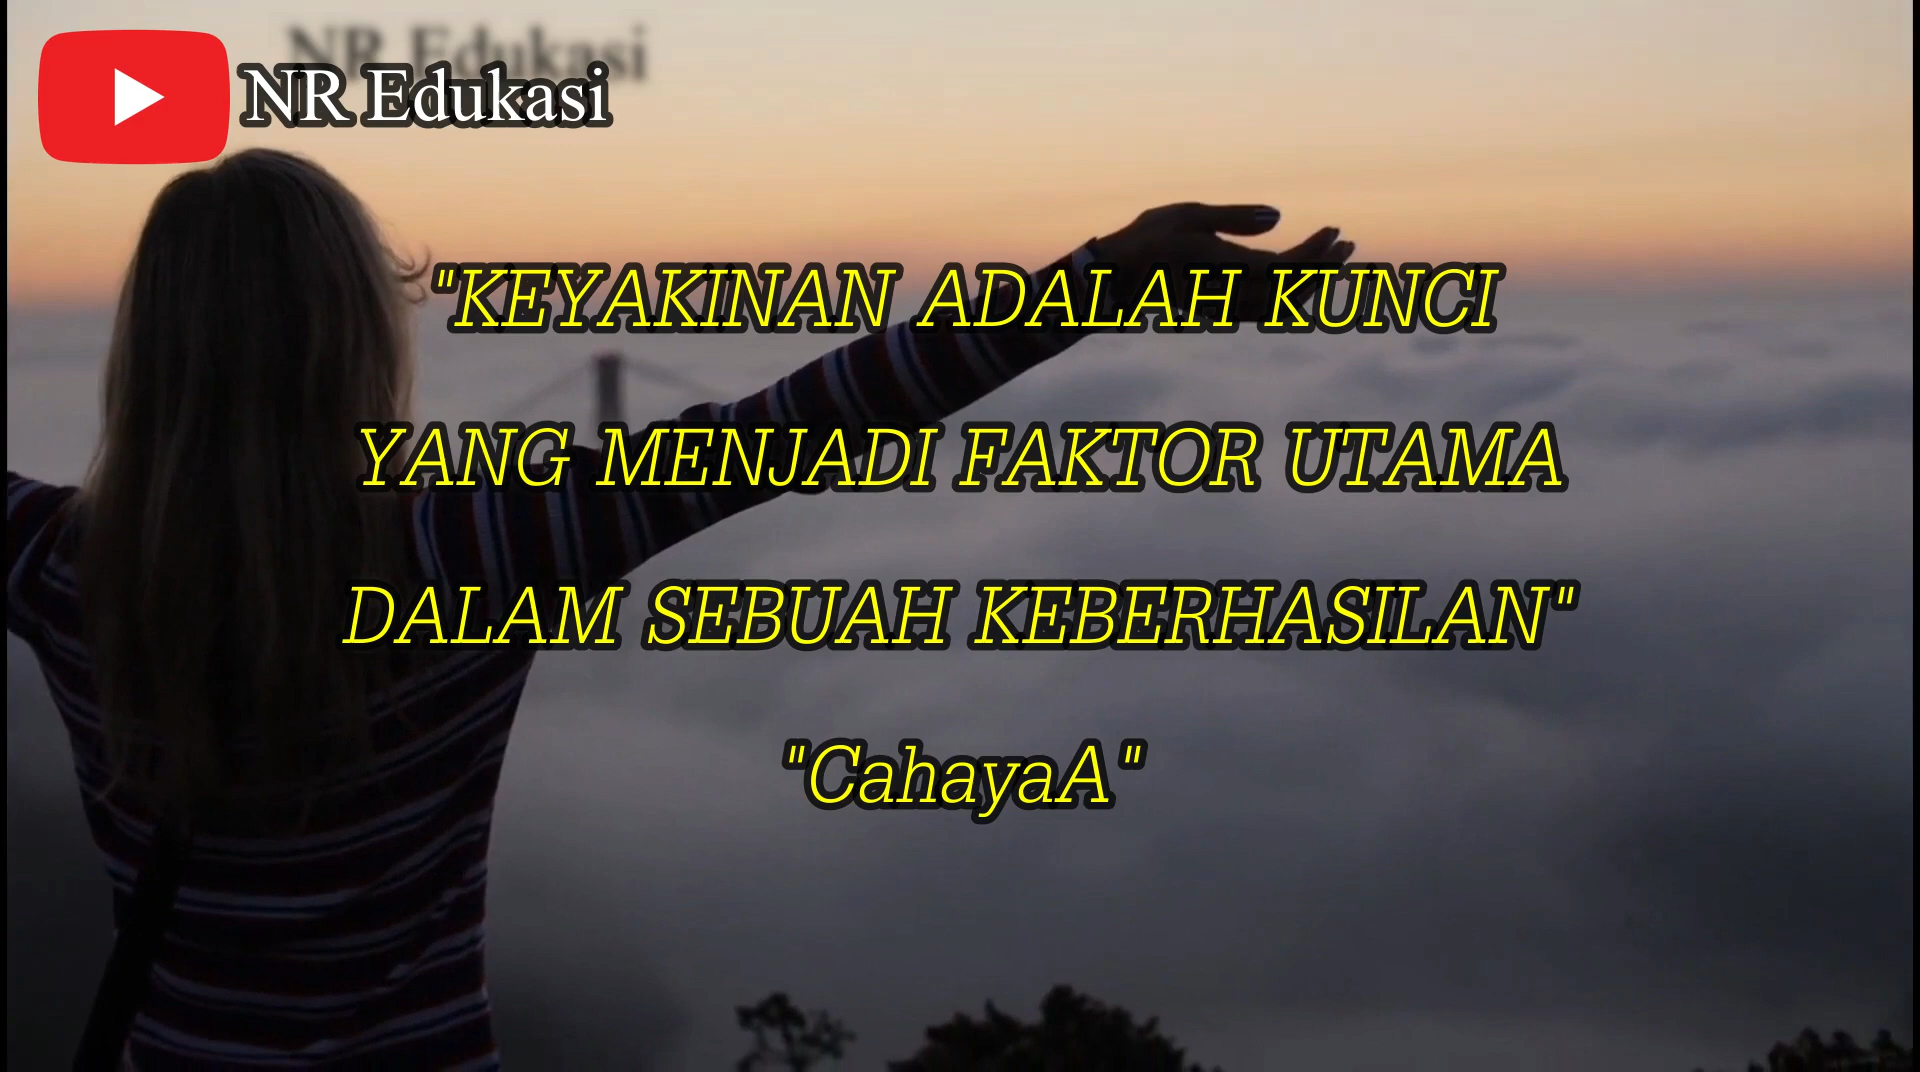 NR Edukasi
NR Edukasi
"KEYAKINAN ADALAH KUNCI
YANG MENJADI FAKTOR UTAMA
DALAM SEBUAH KEBERHASILAN"
"CahayaA"